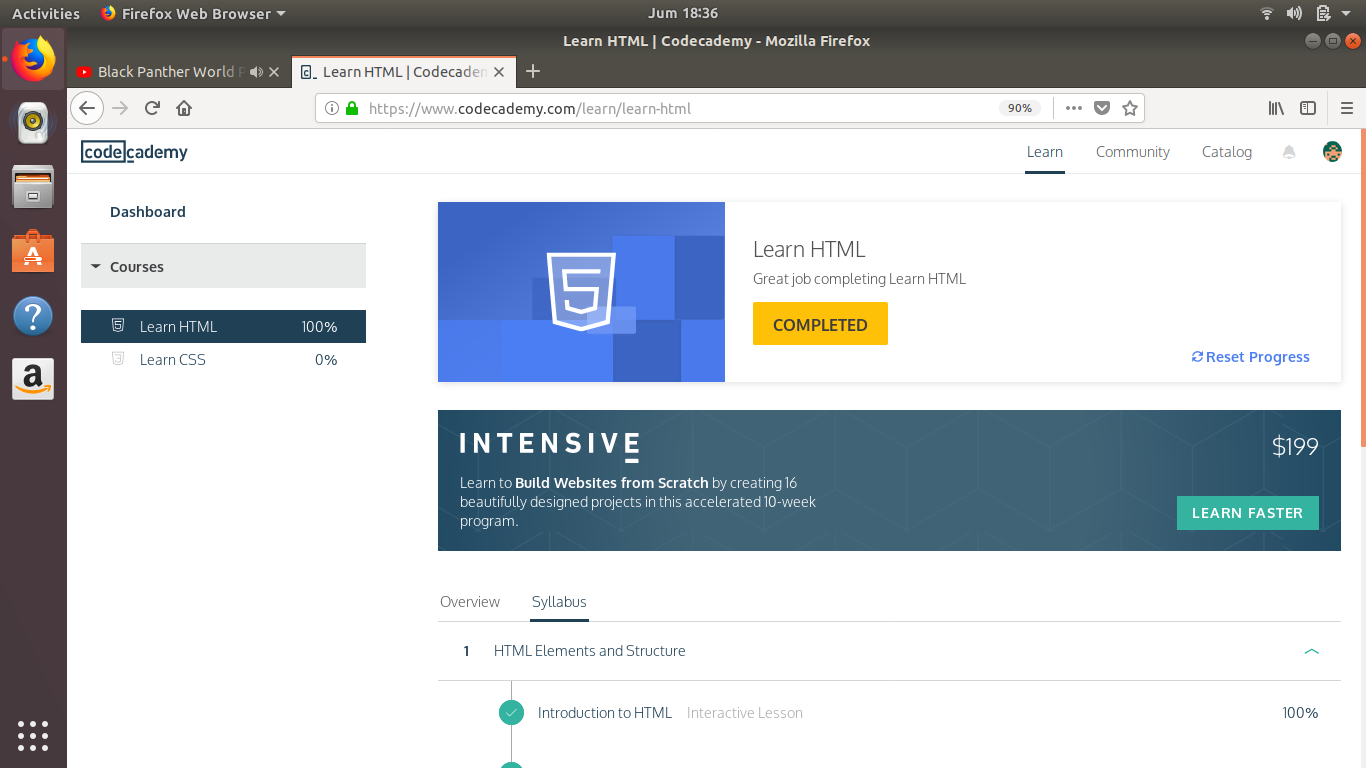 Activities
Firefox Web Browser
Jum 18:36
Learn HTML | Codecademy - Mozilla Firefox
Black Panther World P
Learn HTML | Codecadem
https://www.codecademy.com/learn/learn-html
90%
codecademy
Learn
Community
Catalog
Dashboard
Courses
Learn HTML 100%
Learn CSS 0%
Learn HTML
Great job completing Learn HTML
COMPLETED
Reset Progress
INTENSIVE
$199
Learn to Build Websites from Scratch by creating 16
beautifully designed projects in this accelerated 10-week
program.
LEARN FASTER
Overview
Syllabus
1 HTML Elements and Structure
Introduction to HTML Interactive Lesson 100%